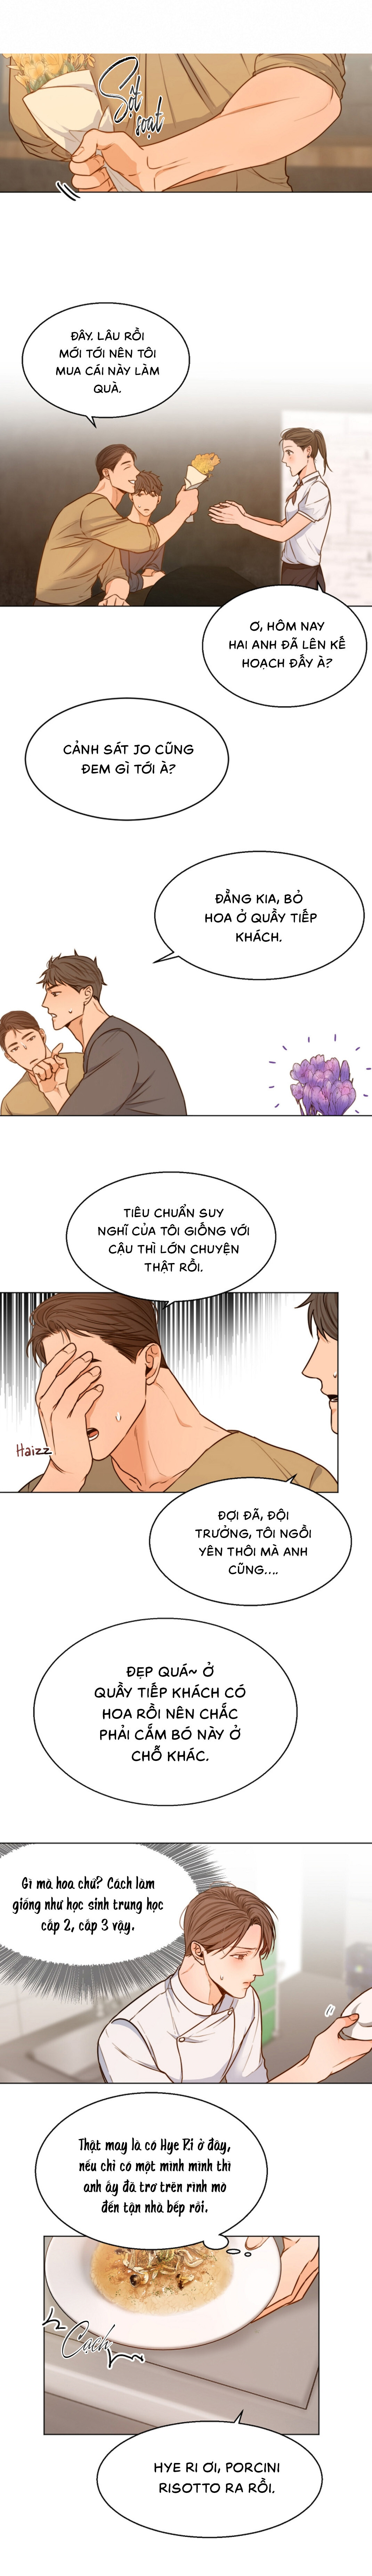 Sột
soạt
ĐÂY. LÂU RỒI
MỚI TỚI NÊN TÔI
MUA CÁI NÀY LÀM
QUÀ.
Ơ, HÔM NAY
HAI ANH ĐÃ LÊN KẾ
HOẠCH ĐẤY À?
CẢNH SÁT JO CŨNG
ĐEM GÌ TỚI À?
ĐẰNG KIA, BỎ
HOA Ở QUẦY TIẾP
KHÁCH.
TIÊU CHUẨN SUY
NGHĨ CỦA TÔI GIỐNG VỚI
CẬU THÌ LỚN CHUYỆN
THẬT RỒI.
Haizz
ĐỢI ĐÃ, ĐỘI
TRƯỞNG, TÔI NGỒI
YÊN THÔI MÀ ANH
CŨNG....
ĐẸP QUÁ~ Ở
QUẦY TIẾP KHÁCH CÓ
HOA RỒI NÊN CHẮC
PHẢI CẮM BÓ NÀY Ở
CHỖ KHÁC.
Gì mà hoa chứ? Cách làm
giống như học sinh trung học
cấp 2, cấp 3 vậy.
Thật may là có Hye Ri ở đây,
nếu chỉ có một mình mình thì
anh ấy đã trơ trẽn rình mò
đến tận nhà bếp rồi.
Cạch
HYE RI ƠI, PORCINI
RISOTTO RA RỒI.